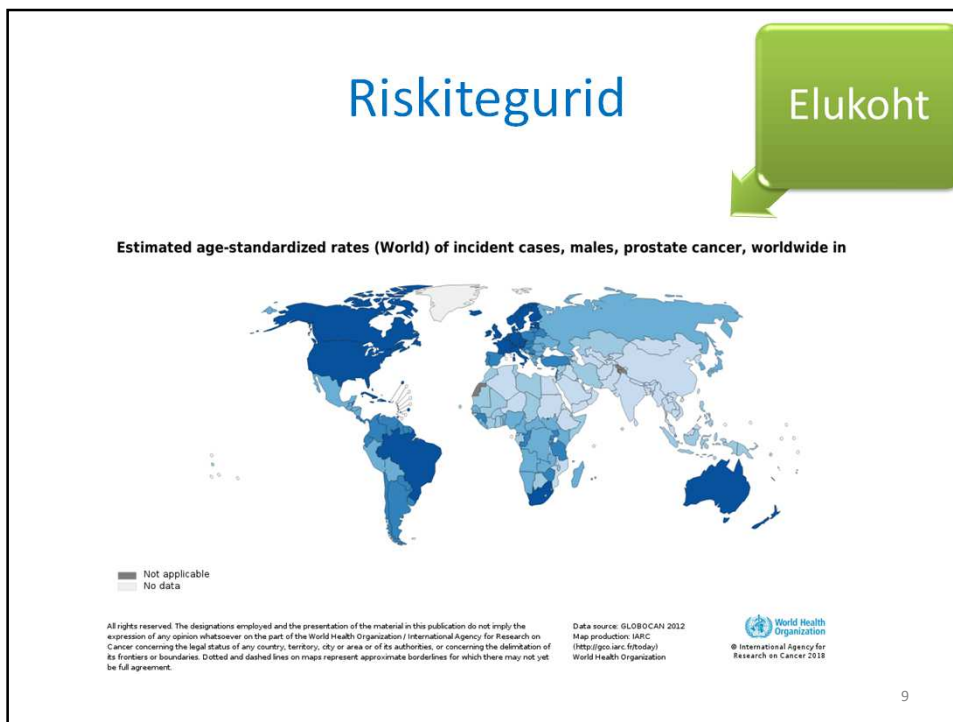 Riskitegurid
Elukoht
Estimated age-standardized rates (World) of incident cases, males, prostate cancer, worldwide in
Not applicable
No data
All rights reserved. The designations employed and the presentation of the material in this publication do not imply the
expression of any opinion whatsoever on the part of the World Health Organization / International Agency for Research on
Cancer concerning the legal status of any country, territory, city or area or of its authorities, or concerning the delimitation of
its frontiers or boundaries. Dotted and dashed lines on maps represent approximate borderlines for which there may not yet
be full agreement.
Data source: GLOBOCAN 2012
Map production: IARC
(http://gco.iarc.fr/today)
World Health Organization
World Health
Organization
© International Agency for
Research on Cancer 2018
9